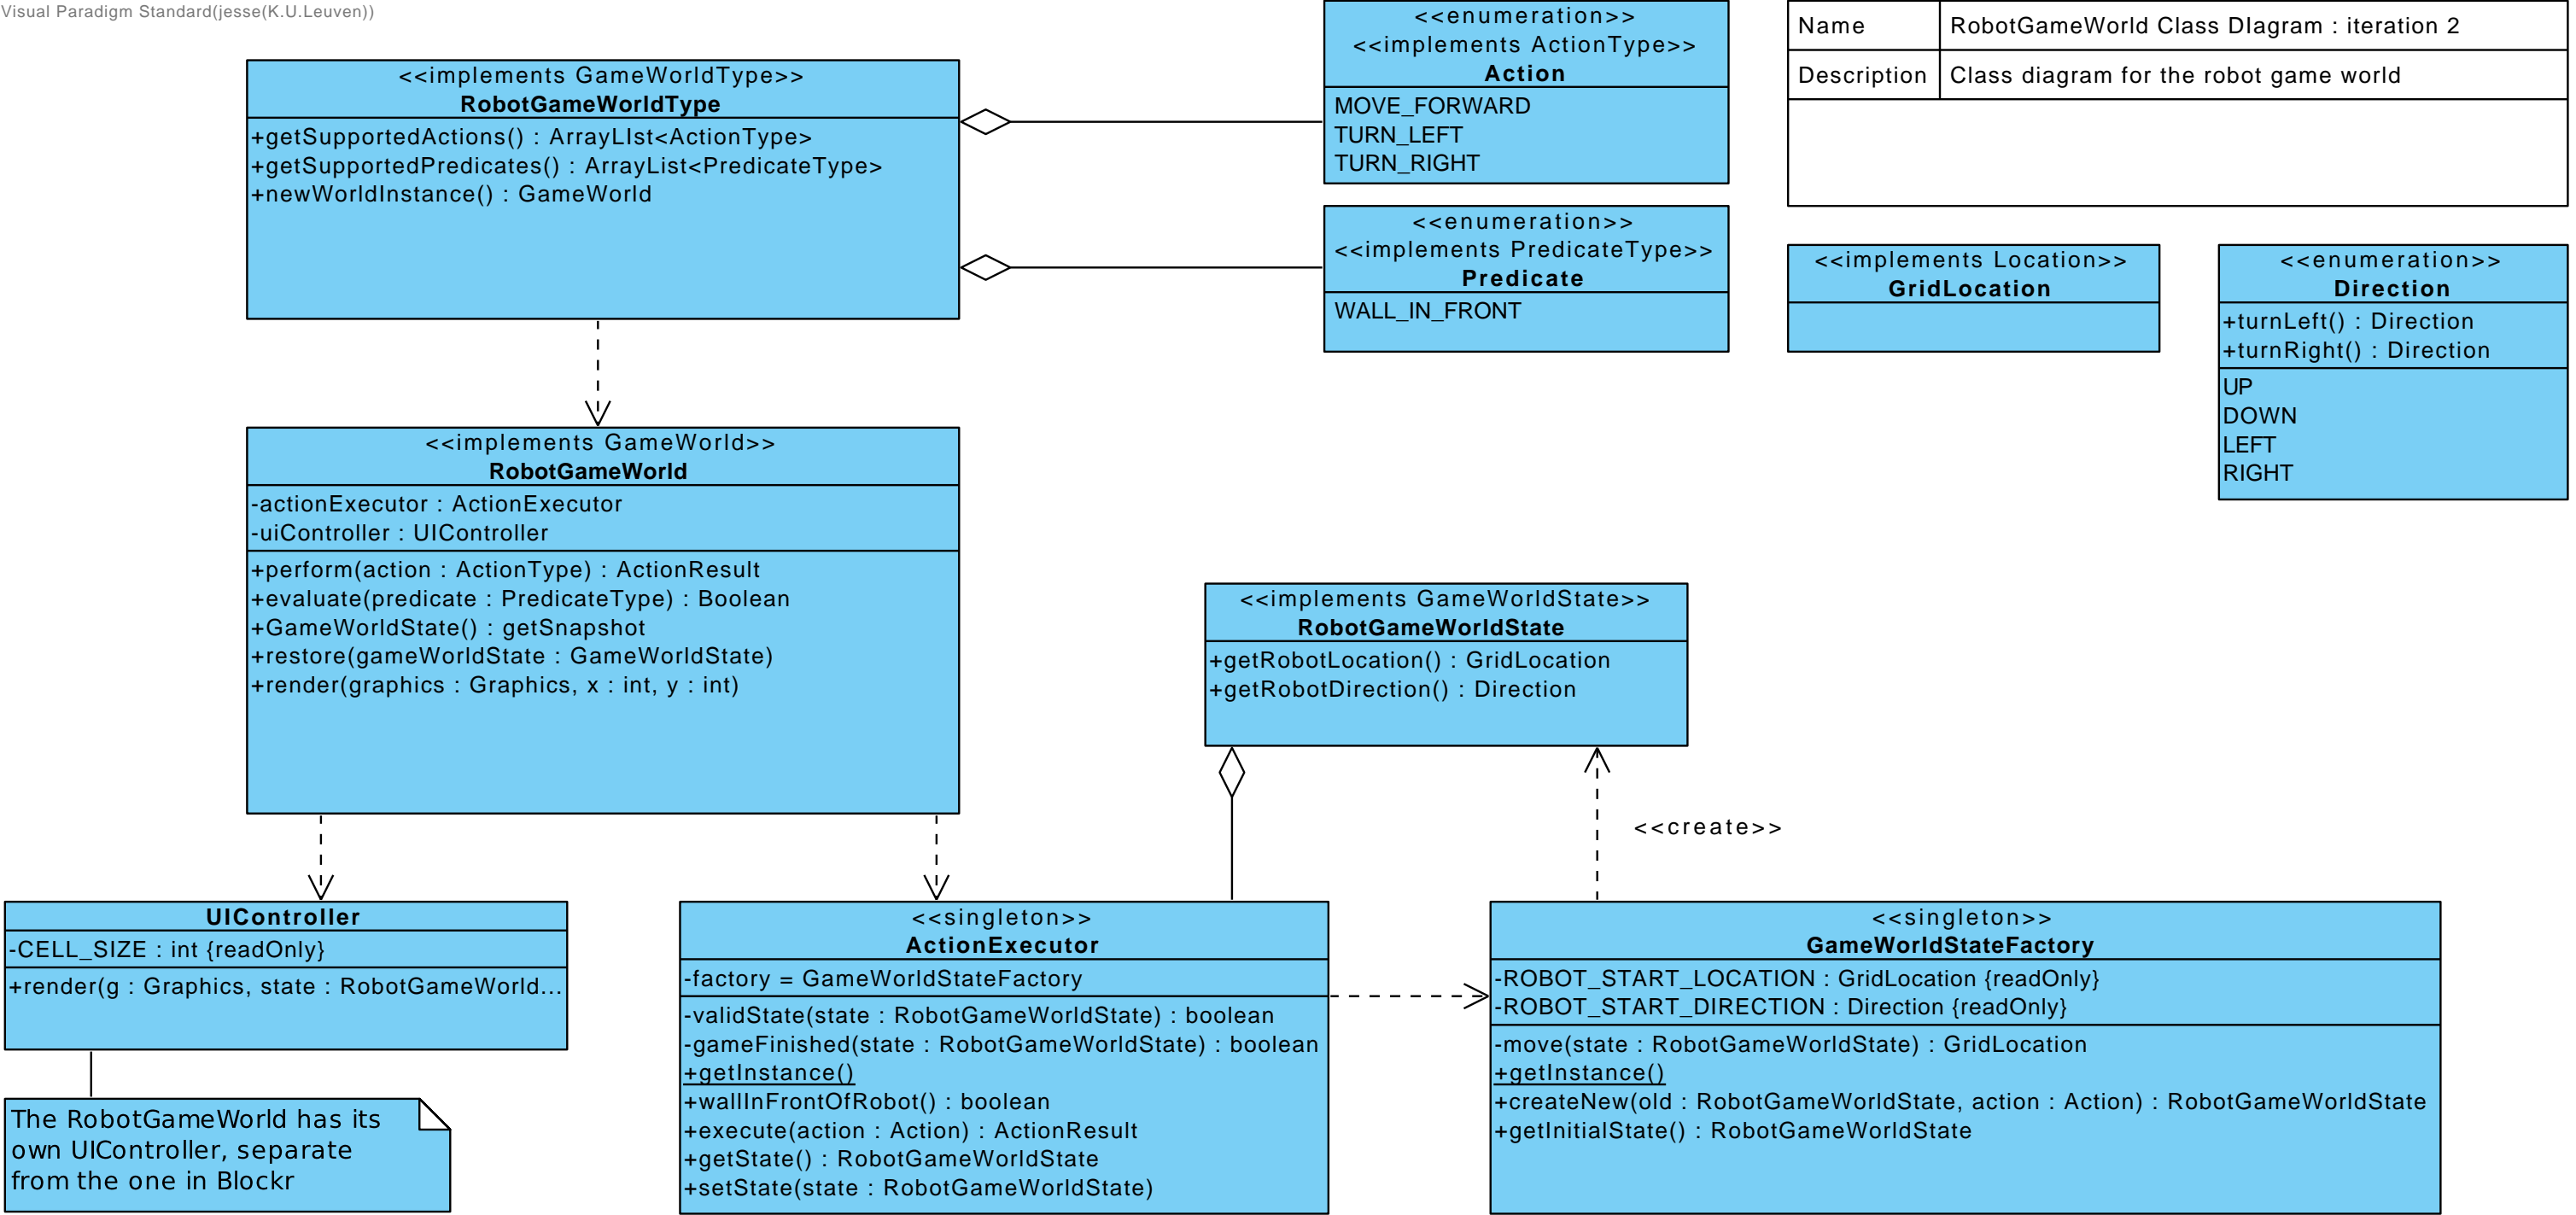 Visual Paradigm Standard(jesse(K.U.Leuven))
<<implements GameWorldType>>
RobotGameWorldType
+getSupportedActions() : ArrayLIst<ActionType>
+getSupportedPredicates() : ArrayList<PredicateType>
+newWorldInstance() : GameWorld
<<enumeration>>
<<implements ActionType>>
Action
MOVE_FORWARD
TURN_LEFT
TURN_RIGHT
Name RobotGameWorld Class DIagram : iteration 2
Description Class diagram for the robot game world
<<enumeration>>
<<implements PredicateType>>
Predicate
WALL_IN_FRONT
<<implements Location>>
GridLocation
<<enumeration>>
Direction
+turnLeft() : Direction
+turnRight() : Direction
UP
DOWN
LEFT
RIGHT
<<implements GameWorld>>
RobotGameWorld
-actionExecutor : ActionExecutor
-uiController : UIController
+perform(action : ActionType) : ActionResult
+evaluate(predicate : PredicateType) : Boolean
+GameWorldState() : getSnapshot
+restore(gameWorldState : GameWorldState)
+render(graphics : Graphics, x : int, y : int)
<<implements GameWorldState>>
RobotGameWorldState
+getRobotLocation() : GridLocation
+getRobotDirection() : Direction
<<create>>
UIController
-CELL_SIZE : int {readOnly}
+render(g : Graphics, state : RobotGameWorld...
The RobotGameWorld has its
own UIController, separate
from the one in Blockr
<<singleton>>
ActionExecutor
-factory = GameWorldStateFactory
-validState(state : RobotGameWorldState) : boolean
-gameFinished(state : RobotGameWorldState) : boolean
+getInstance()
+wallInFrontOfRobot() : boolean
+execute(action : Action) : ActionResult
+getState() : RobotGameWorldState
+setState(state : RobotGameWorldState)
<<singleton>>
GameWorldStateFactory
-ROBOT_START_LOCATION : GridLocation {readOnly}
-ROBOT_START_DIRECTION : Direction {readOnly}
-move(state : RobotGameWorldState) : GridLocation
+getInstance()
+createNew(old : RobotGameWorldState, action : Action) : RobotGameWorldState
+getInitialState() : RobotGameWorldState